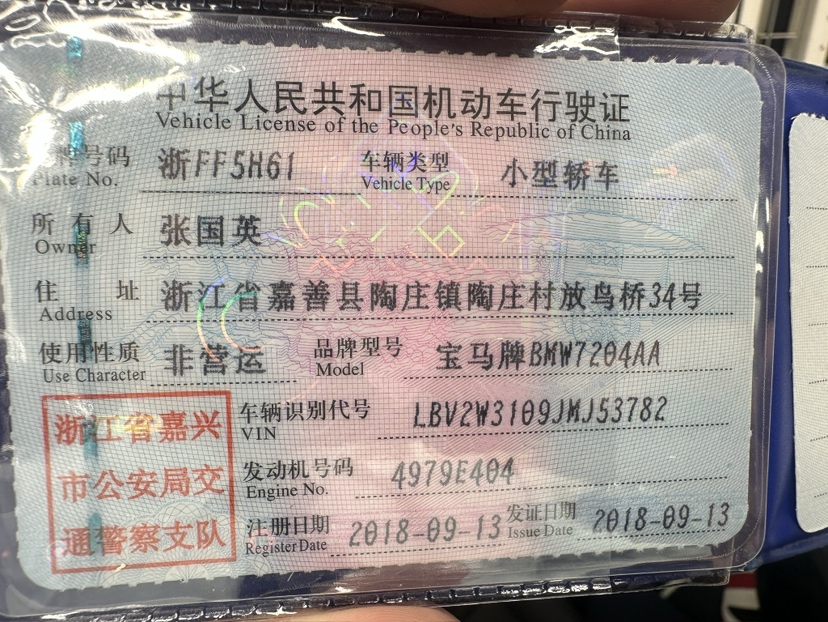 中华人民共和国机动车行驶证
Vehicle License of the People's Republic of China
号码 浙FF5H61 车辆类型 小型轿车
Plate No. Vehicle Type
所有人 张国英
Owner
住址 浙江省嘉善县陶庄镇陶庄村放鸟桥34号
Address
使用性质 非营运 品牌型号 宝马牌BMW7204AA
Use Character Model
浙江省嘉兴
市公安局交
通警察支队
车辆识别代号 LBV2W3109JMJ53782
VIN
发动机号码 4979E404
Engine No.
注册日期 2018-09-13 发证日期 2018-09-13
Register Date Issue Date